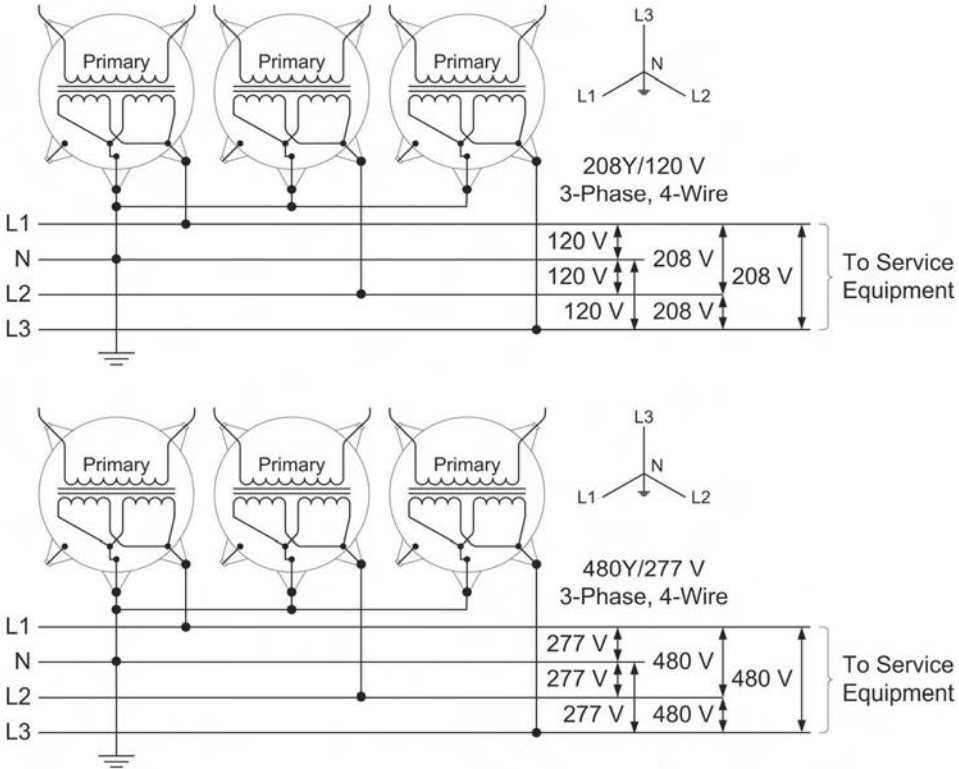 L3
Primary Primary Primary
N
L1 L2
208Y/120 V
3-Phase, 4-Wire
L1
120 V
N 208 V To Service
120 V 208 V Equipment
L2
120 V 208 V
L3
L3
Primary Primary Primary
N
L1 L2
480Y/277 V
3-Phase, 4-Wire
L1
277 V
N 480 V To Service
277 V 480 V Equipment
L2
277 V 480 V
L3